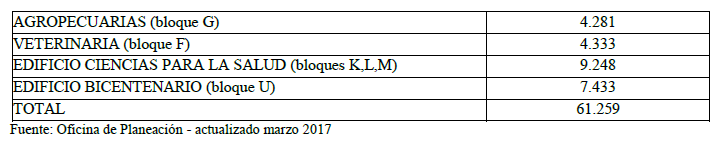 AGROPECUARIAS (bloque G) 4.281
VETERINARIA (bloque F) 4.333
EDIFICIO CIENCIAS PARA LA SALUD (bloques K,L,M) 9.248
EDIFICIO BICENTENARIO (bloque U) 7.433
TOTAL 61.259
Fuente: Oficina de Planeación - actualizado marzo 2017